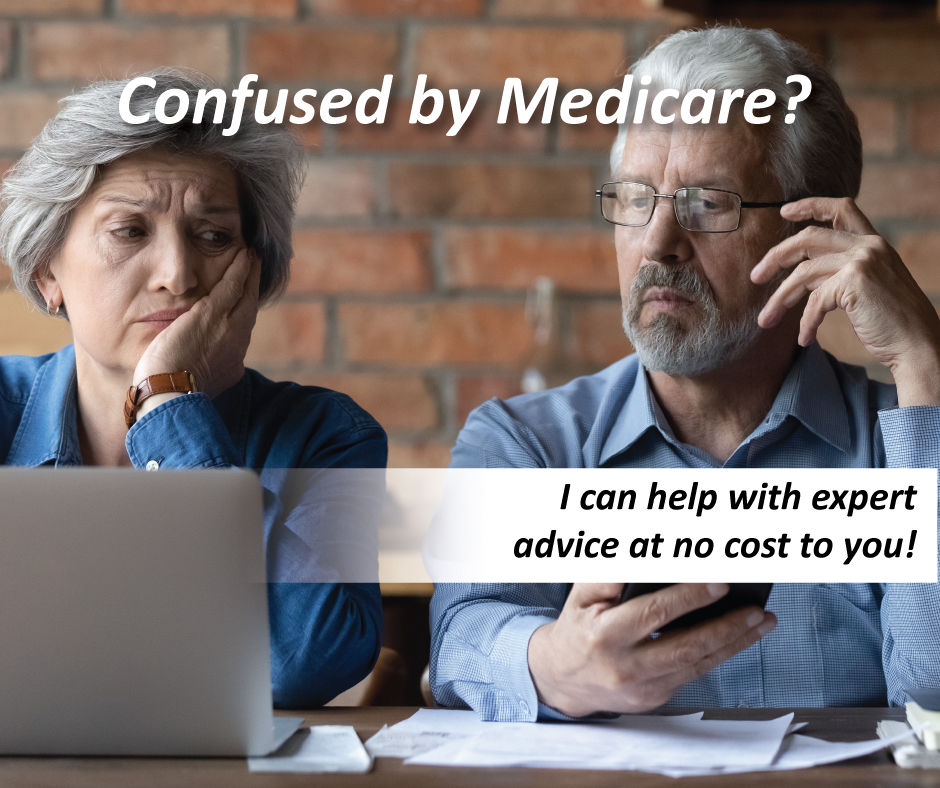 Confused by Medicare?
I can help with expert
advice at no cost to you!